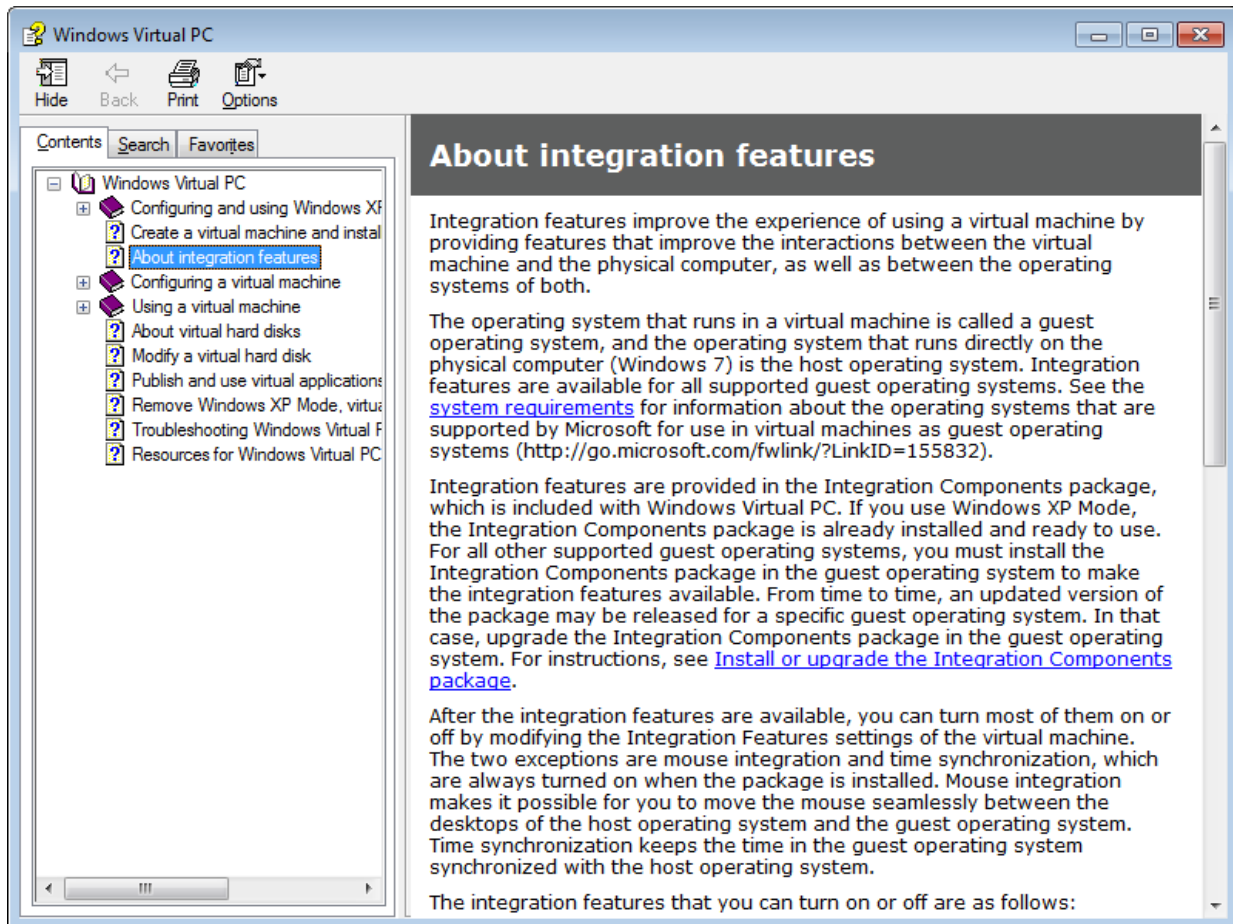 Windows Virtual PC
Hide Back Print Options
Contents Search Favorites
Windows Virtual PC
Configuring and using Windows XP
Create a virtual machine and instal
About integration features
Configuring a virtual machine
Using a virtual machine
About virtual hard disks
Modify a virtual hard disk
Publish and use virtual applications
Remove Windows XP Mode, virtua
Troubleshooting Windows Virtual P
Resources for Windows Virtual PC
About integration features
Integration features improve the experience of using a virtual machine by
providing features that improve the interactions between the virtual
machine and the physical computer, as well as between the operating
systems of both.
The operating system that runs in a virtual machine is called a guest
operating system, and the operating system that runs directly on the
physical computer (Windows 7) is the host operating system. Integration
features are available for all supported guest operating systems. See the
system requirements for information about the operating systems that are
supported by Microsoft for use in virtual machines as guest operating
systems (http://go.microsoft.com/fwlink/?LinkID=155832).
Integration features are provided in the Integration Components package,
which is included with Windows Virtual PC. If you use Windows XP Mode,
the Integration Components package is already installed and ready to use.
For all other supported guest operating systems, you must install the
Integration Components package in the guest operating system to make
the integration features available. From time to time, an updated version of
the package may be released for a specific guest operating system. In that
case, upgrade the Integration Components package in the guest operating
system. For instructions, see Install or upgrade the Integration Components
package.
After the integration features are available, you can turn most of them on or
off by modifying the Integration Features settings of the virtual machine.
The two exceptions are mouse integration and time synchronization, which
are always turned on when the package is installed. Mouse integration
makes it possible for you to move the mouse seamlessly between the
desktops of the host operating system and the guest operating system.
Time synchronization keeps the time in the guest operating system
synchronized with the host operating system.
The integration features that you can turn on or off are as follows: